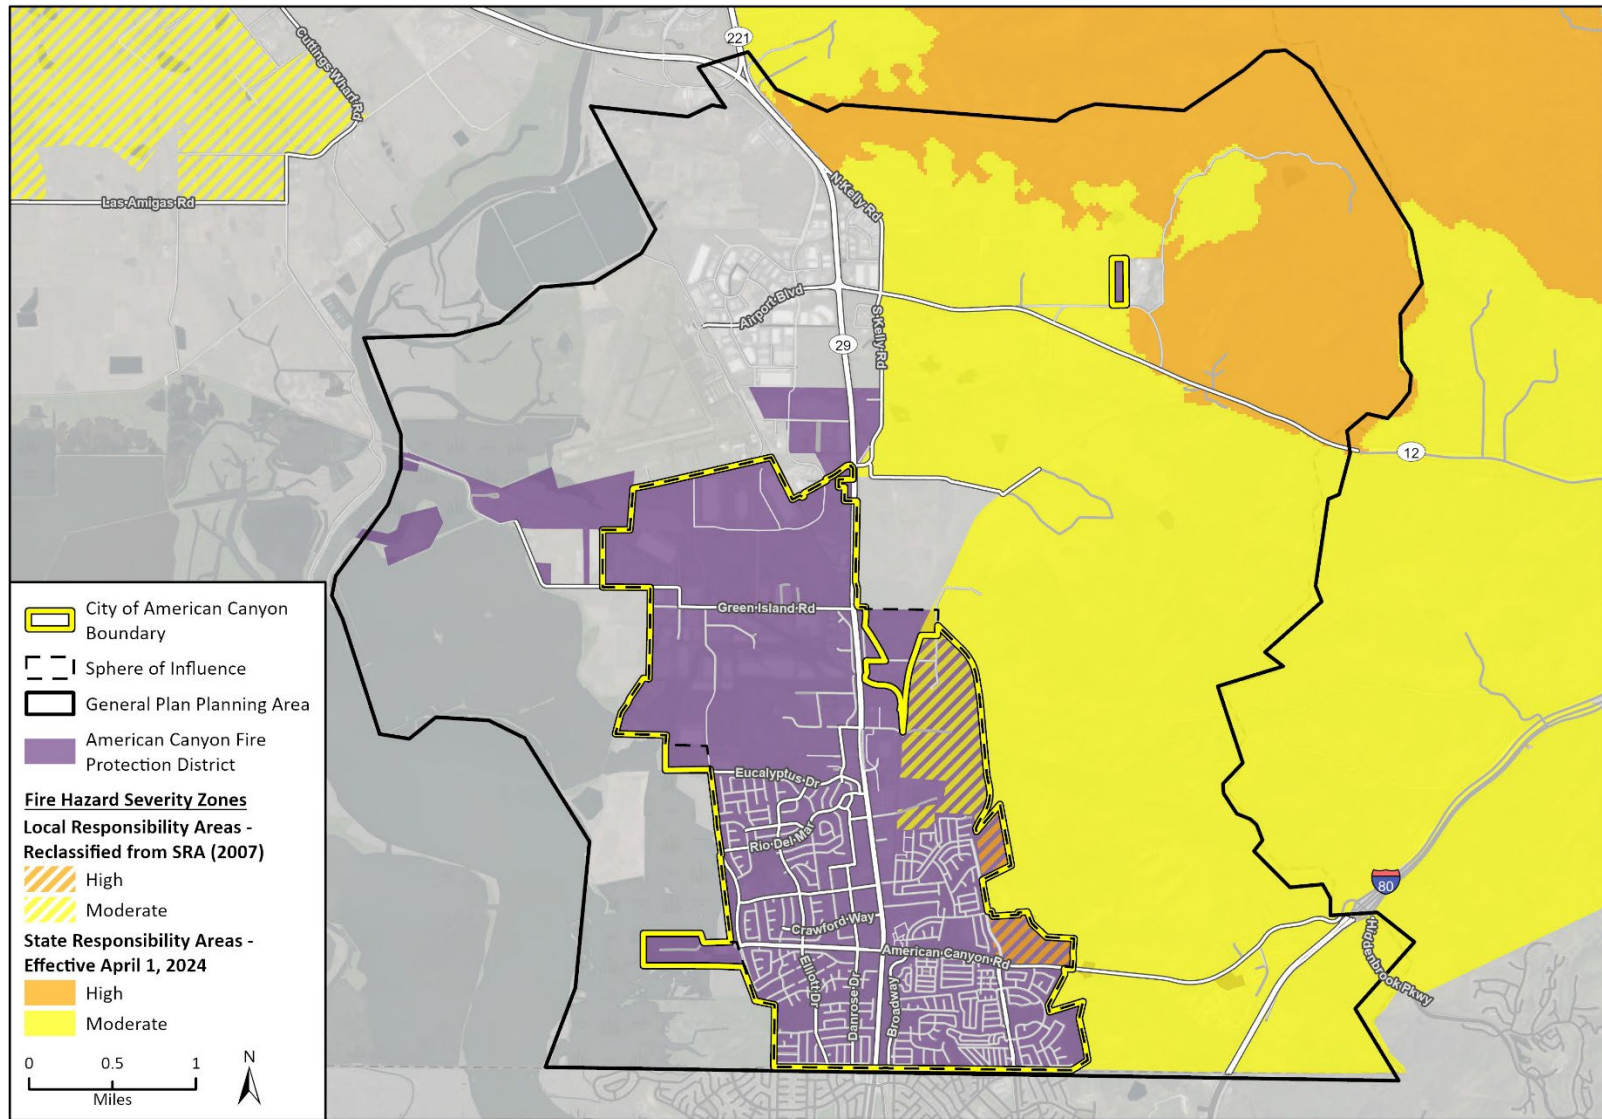 221
Cuttings Wharf Rd
Las Amigas Rd
N Kelly Rd
Airport Blvd
S Kelly Rd
29
12
Green Island Rd
Eucalyptus Dr
Rio Del Mar
Crawford Way
American Canyon Rd
Elliott Dr
Danrose Dr
Broadway
80
Hiddenbrook Pkwy
City of American Canyon
Boundary
Sphere of Influence
General Plan Planning Area
American Canyon Fire
Protection District
Fire Hazard Severity Zones
Local Responsibility Areas -
Reclassified from SRA (2007)
High
Moderate
State Responsibility Areas -
Effective April 1, 2024
High
Moderate
0 0.5 1
Miles
N